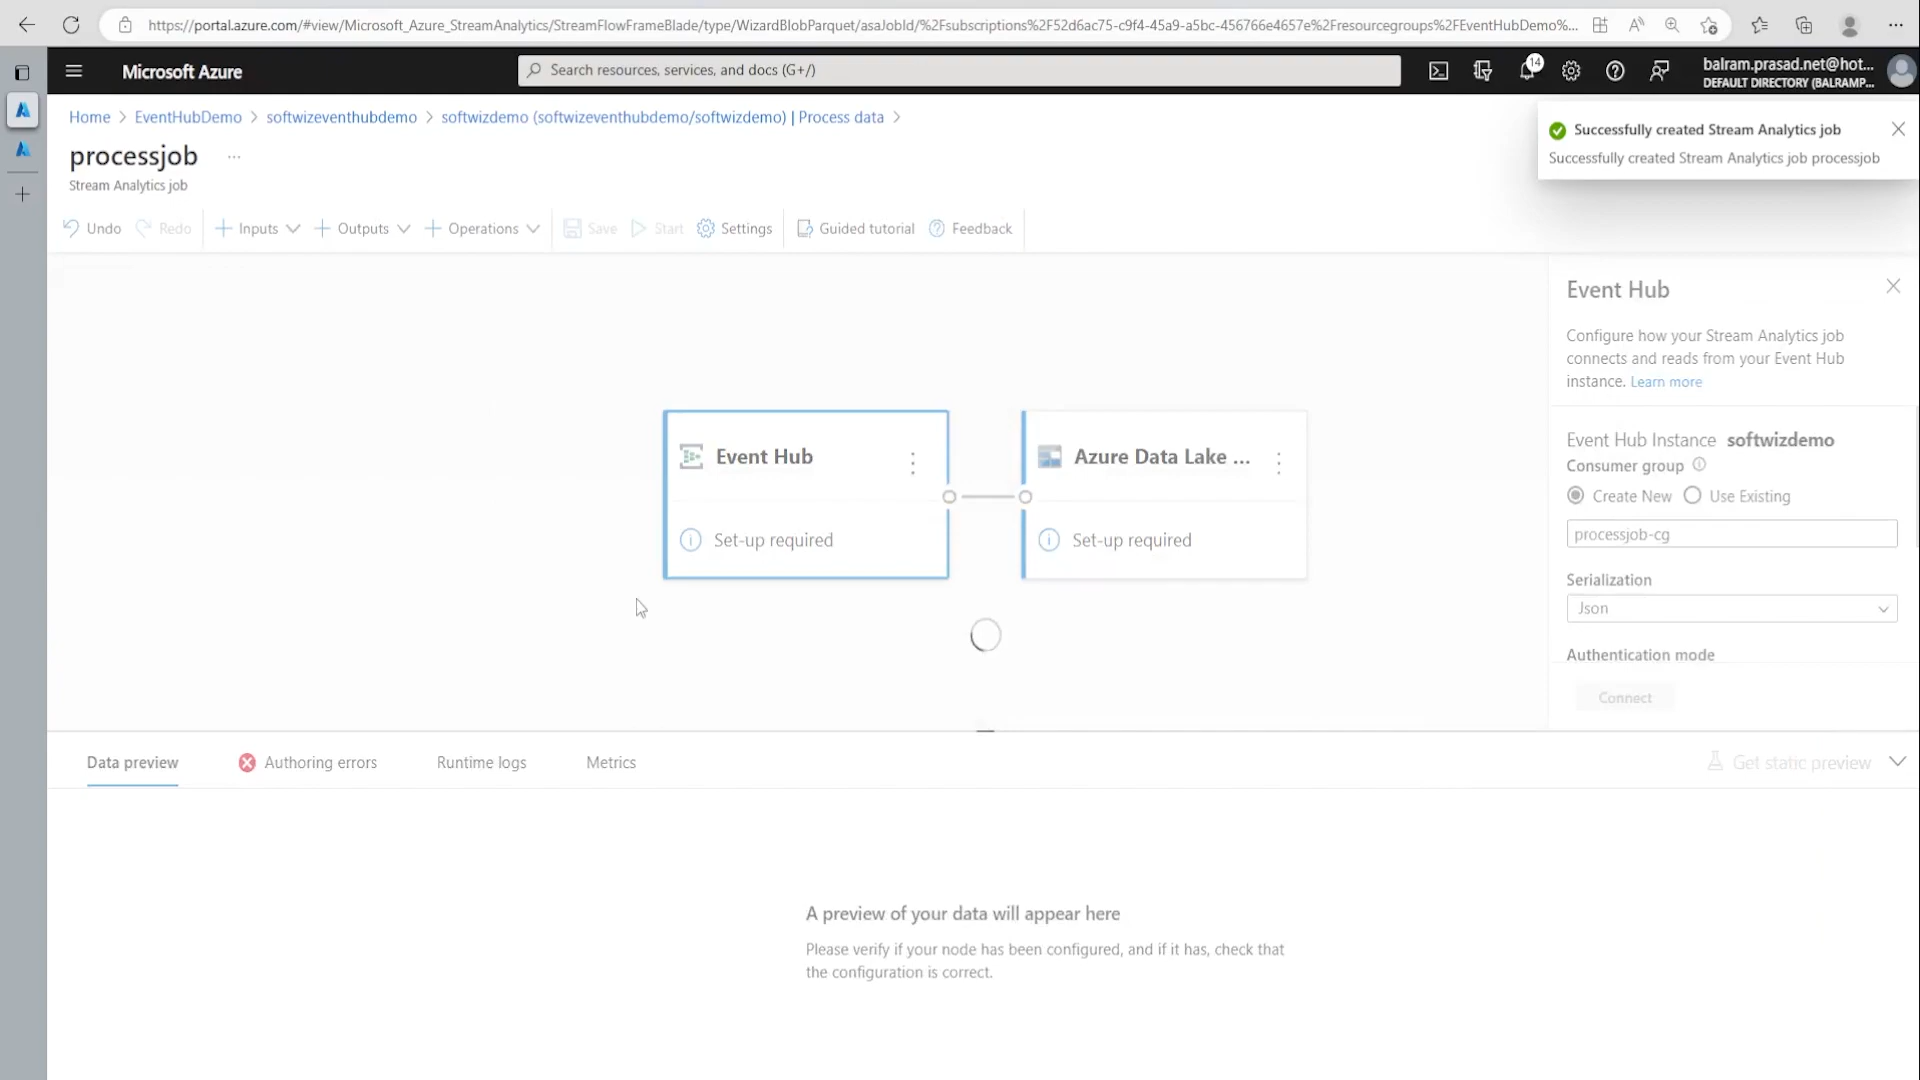 https://portal.azure.com/#view/Microsoft_Azure_StreamAnalytics/StreamFlowFrameBlade/type/WizardBlobParquet/asaJobId/%2Fsubscriptions%2F52d6ac75-c9f4-45a9-a5bc-456766e4657e%2Fresourcegroups%2FEventHubDemo%...
Microsoft Azure
Search resources, services, and docs (G+/)
14
balram.prasad.net@hot...
DEFAULT DIRECTORY (BALRAMP...
Home > EventHubDemo > softwizeventhubdemo > softwizdemo (softwizeventhubdemo/softwizdemo) | Process data >
Successfully created Stream Analytics job
Successfully created Stream Analytics job processjob
processjob ...
Stream Analytics job
Undo Redo Inputs Outputs Operations Save Start Settings Guided tutorial Feedback
Event Hub
Configure how your Stream Analytics job
connects and reads from your Event Hub
instance. Learn more
Event Hub
Set-up required
Azure Data Lake ...
Set-up required
Event Hub Instance softwizdemo
Consumer group
Create New Use Existing
processjob-cg
Serialization
Json
Authentication mode
Connect
Data preview Authoring errors Runtime logs Metrics Get static preview
A preview of your data will appear here
Please verify if your node has been configured, and if it has, check that
the configuration is correct.